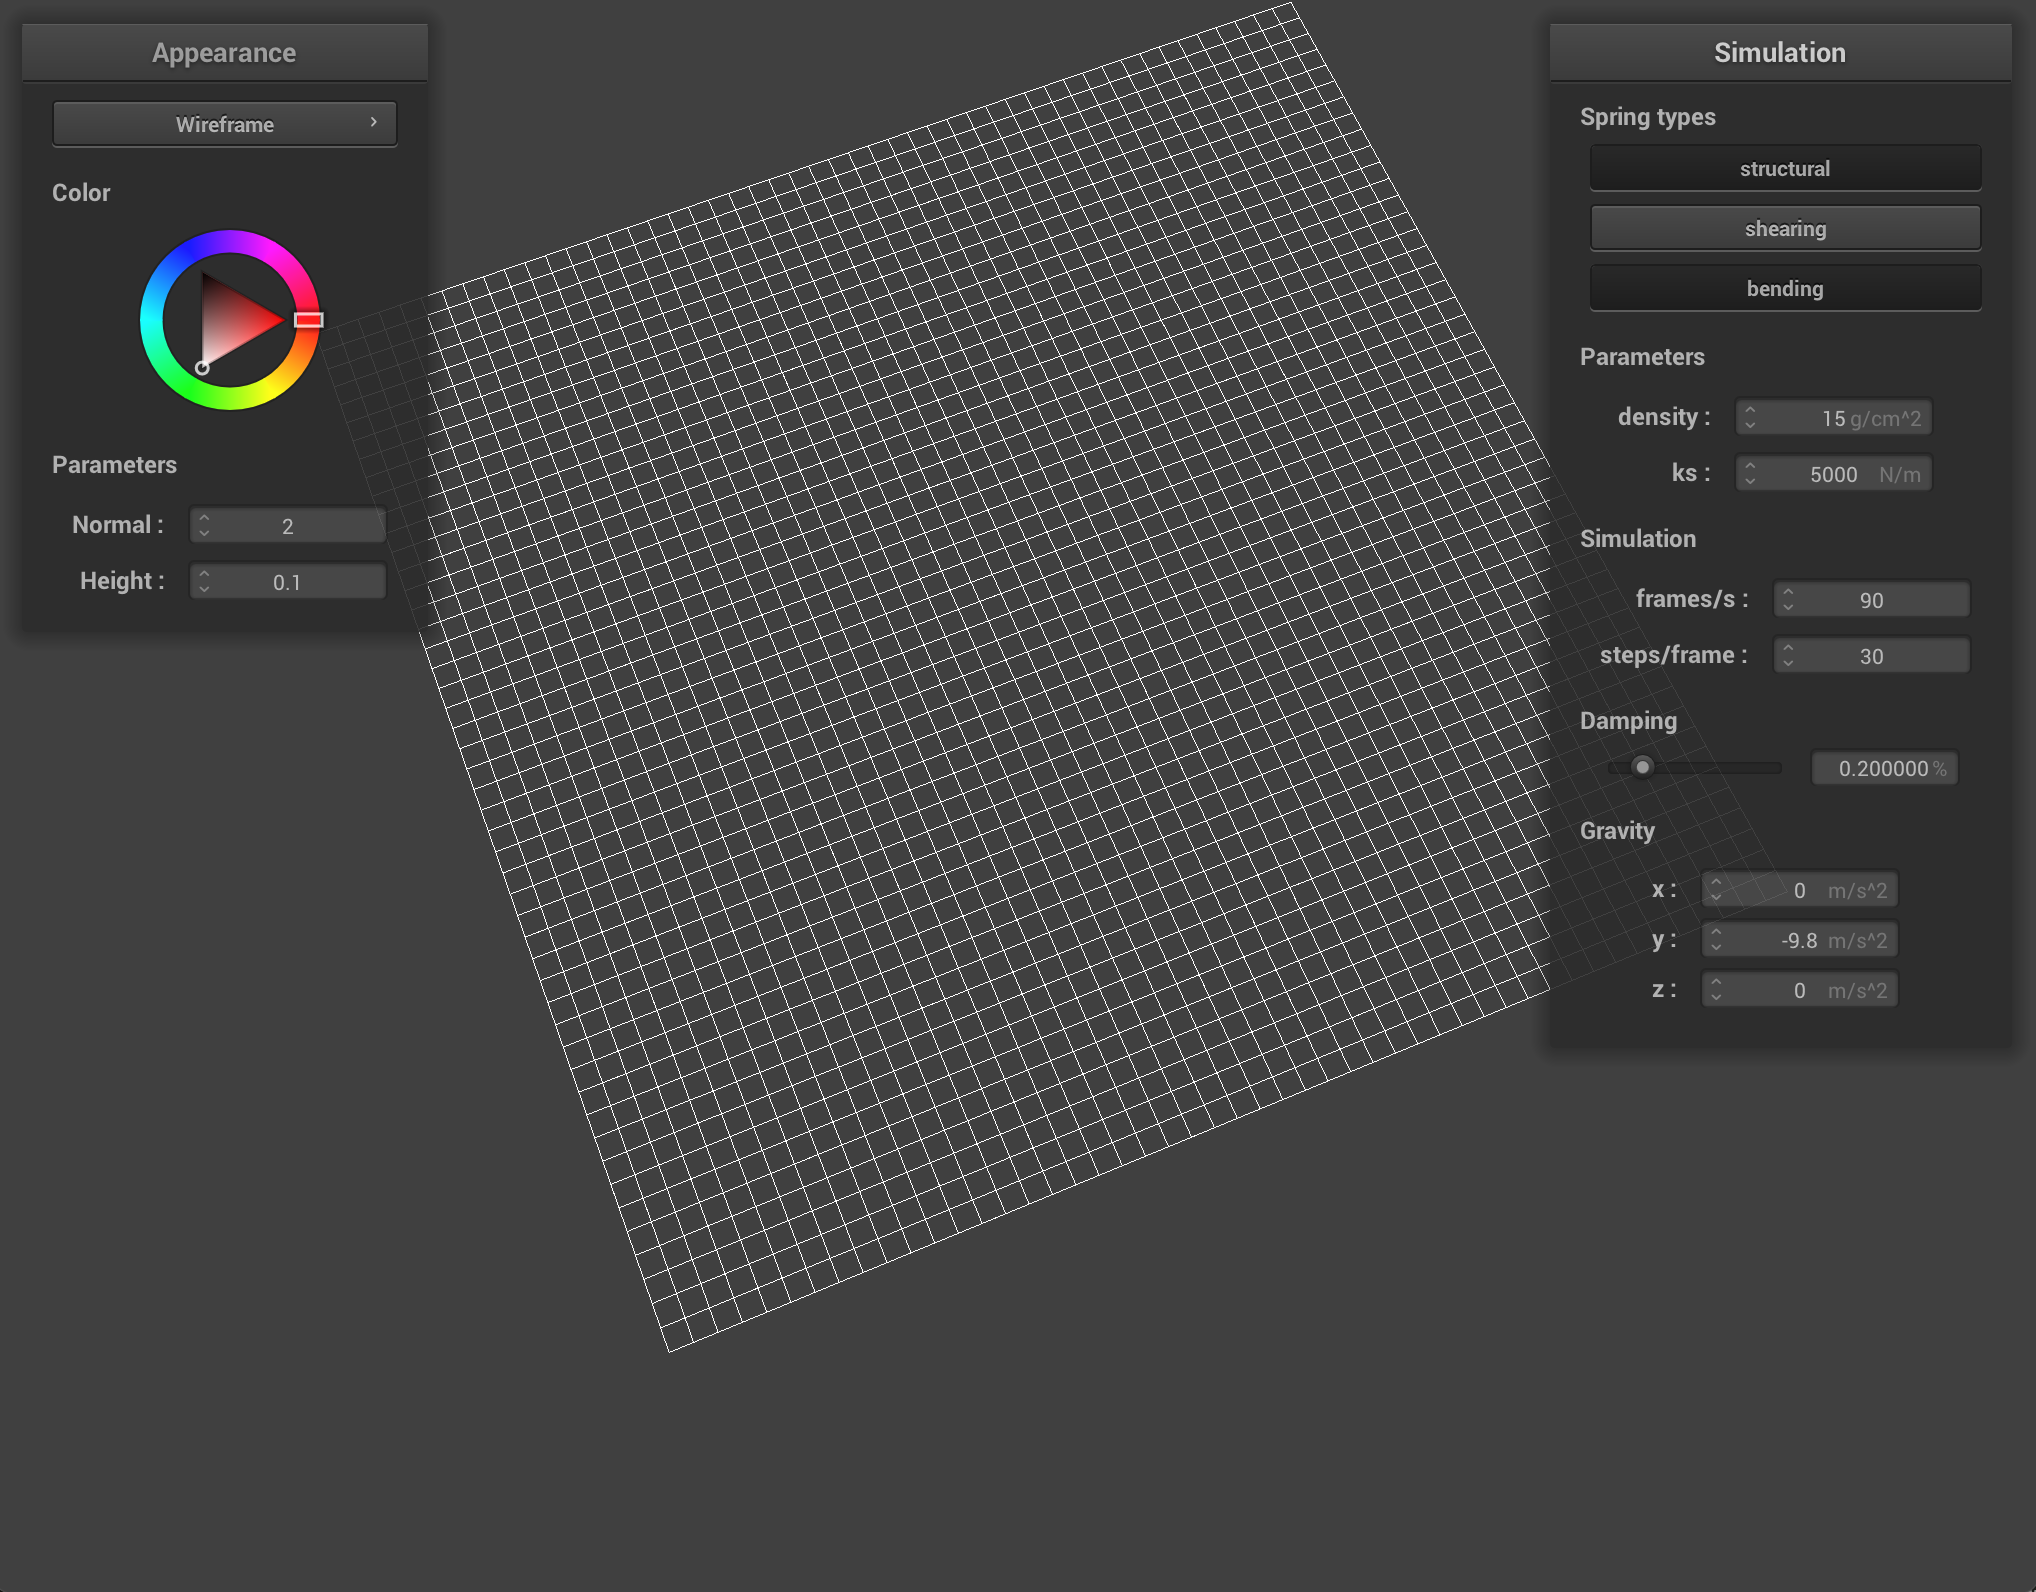 Appearance
Wireframe
Color
Parameters
Normal : 2
Height : 0.1
Simulation
Spring types
structural
shearing
bending
Parameters
density : 15 g/cm^2
ks : 5000 N/m
Simulation
frames/s : 90
steps/frame : 30
Damping
0.200000 %
Gravity
x : 0 m/s^2
y : -9.8 m/s^2
z : 0 m/s^2